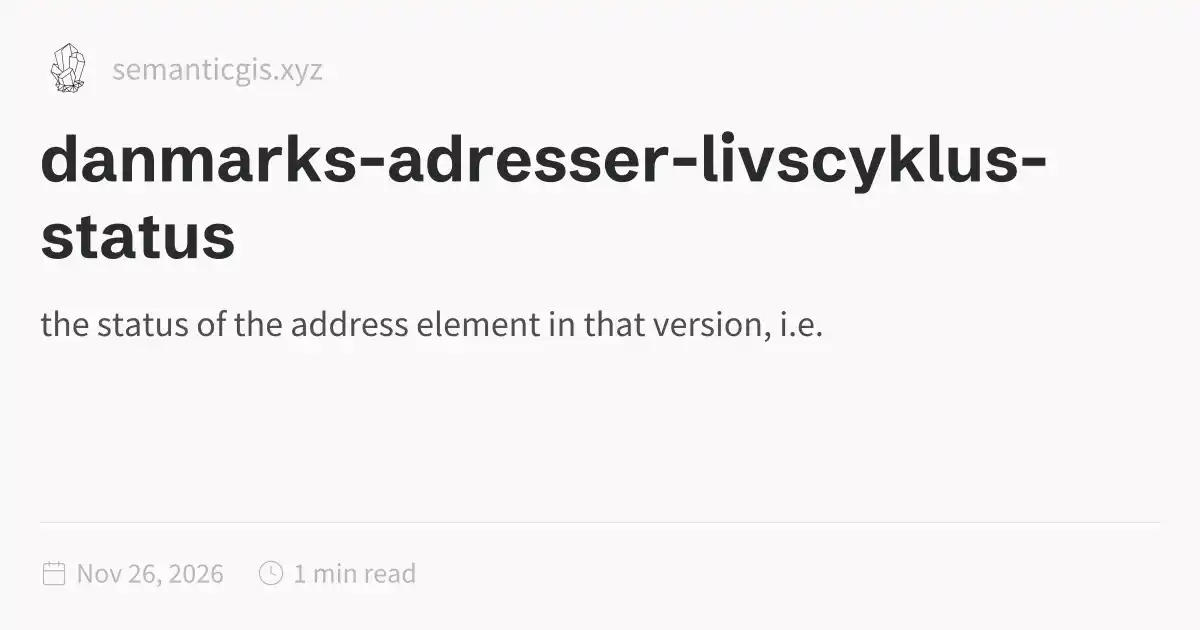 semanticgis.xyz
danmarks-adresser-livscyklus-
status
the status of the address element in that version, i.e.
Nov 26, 2026 1 min read